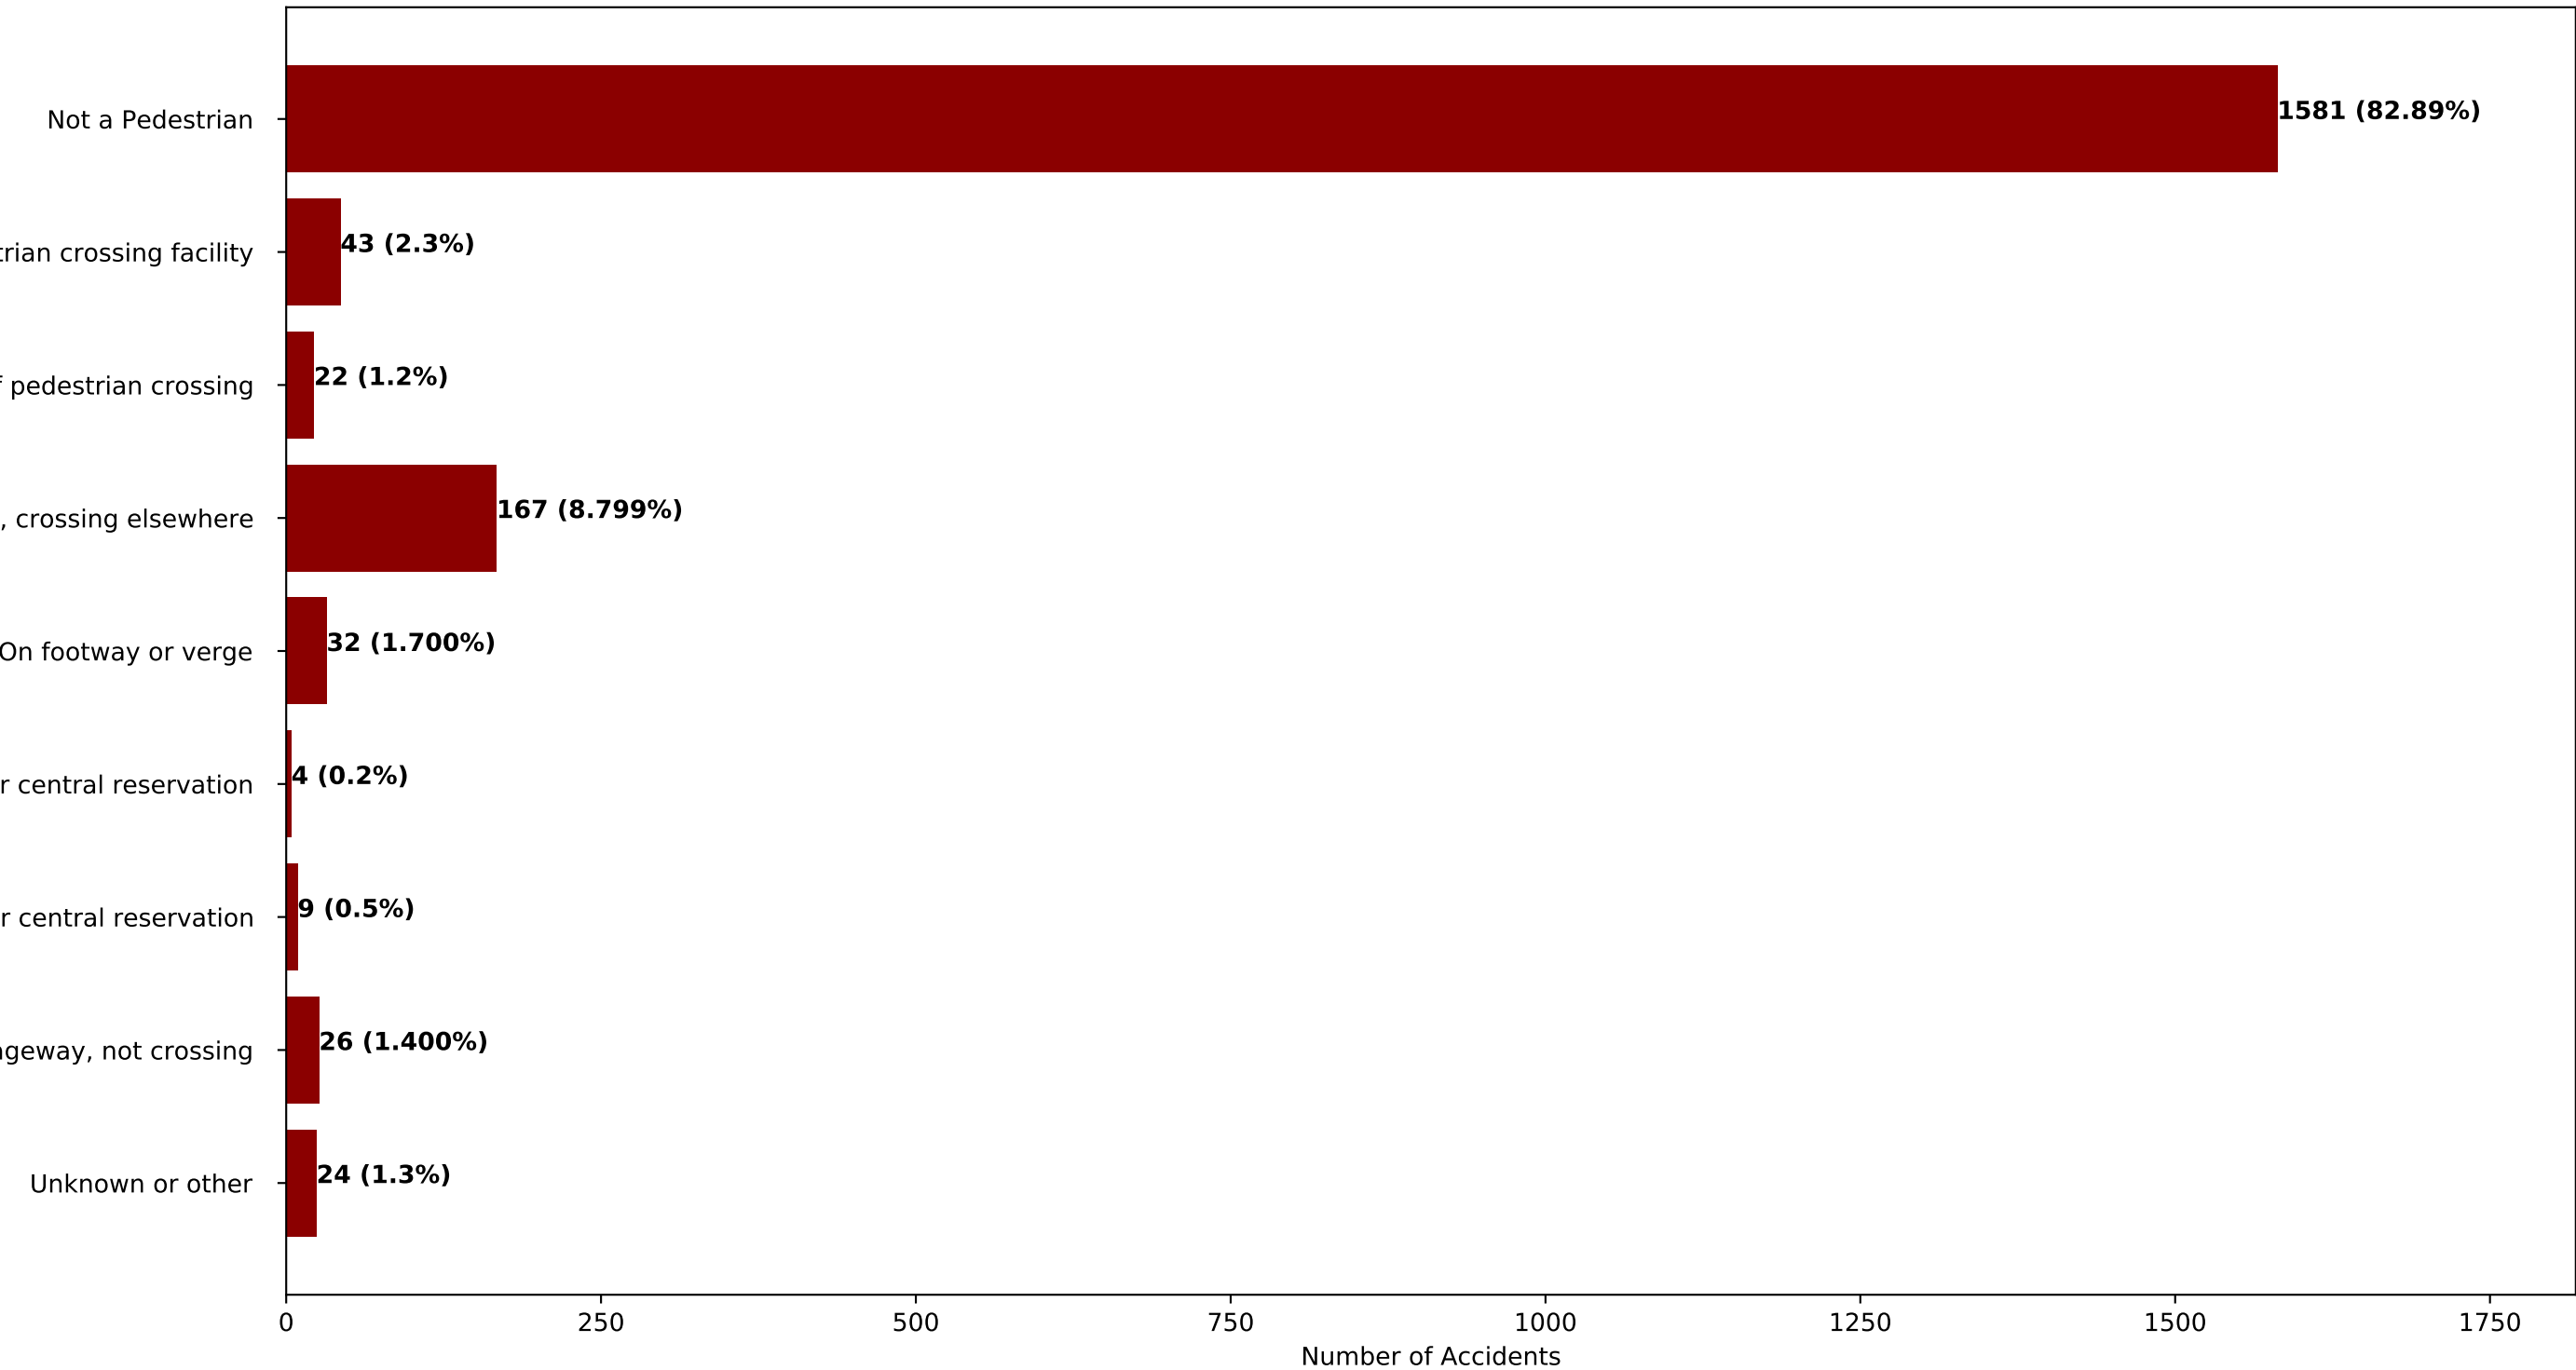 Not a Pedestrian
1581 (82.89%)
crossing facility
43 (2.3%)
pedestrian crossing
22 (1.2%)
, crossing elsewhere
167 (8.799%)
On footway or verge
32 (1.700%)
central reservation
4 (0.2%)
central reservation
9 (0.5%)
not crossing
26 (1.400%)
Unknown or other
24 (1.3%)
0 250 500 750 1000 1250 1500 1750
Number of Accidents